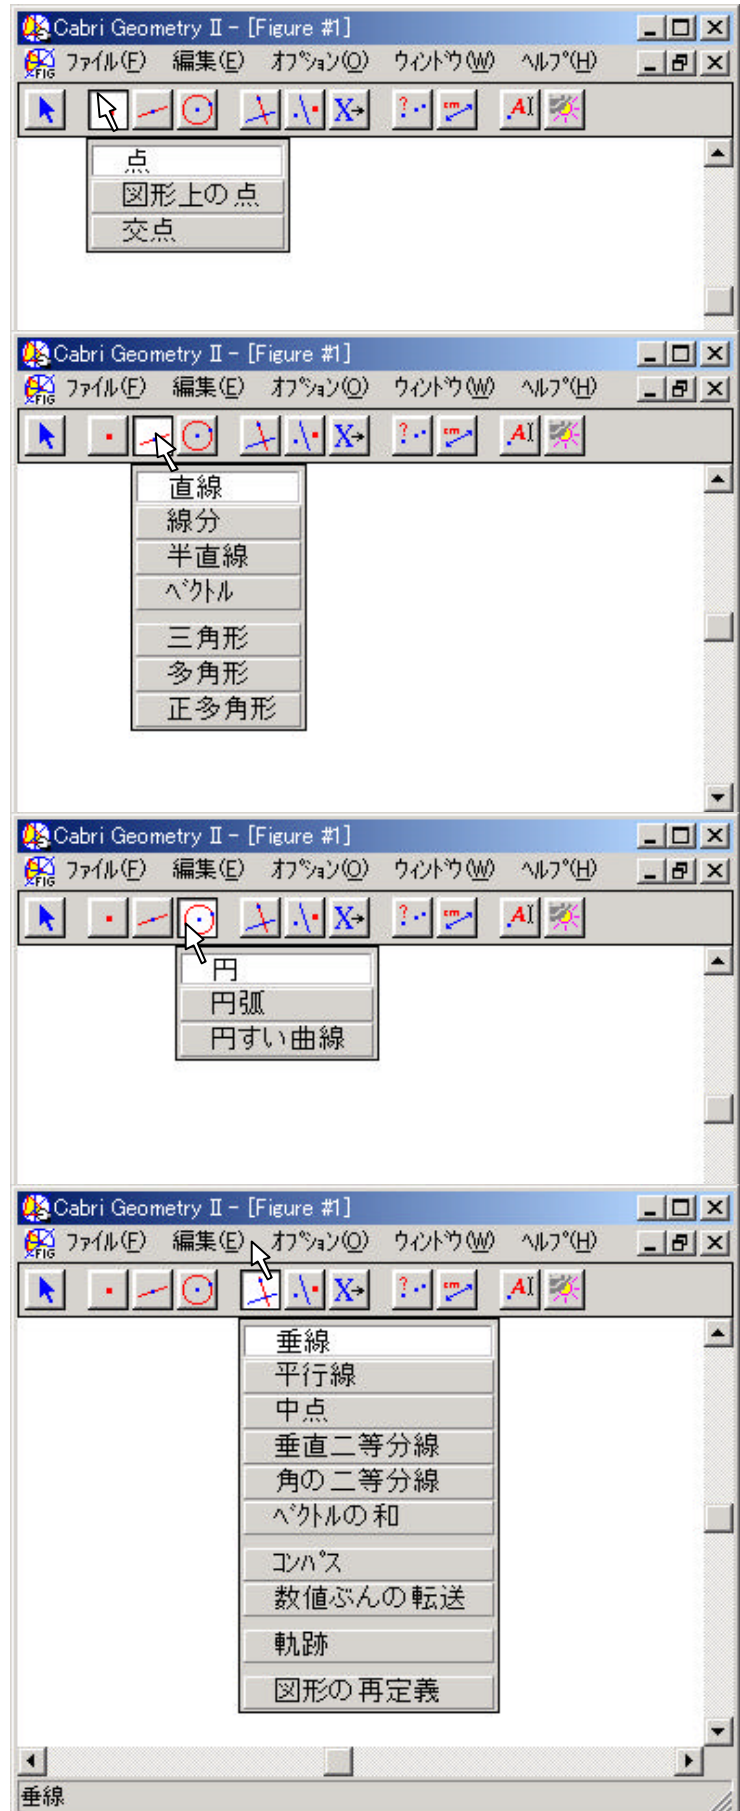 Cabri Geometry II - [Figure #1]
ﾌｧｲﾙ(F) 編集(E) ｵﾌﾟｼｮﾝ(O) ｳｨﾝﾄﾞｳ(W) ﾍﾙﾌﾟ(H)
X ? cm AI
点
図形上の点
交点
Cabri Geometry II - [Figure #1]
ﾌｧｲﾙ(F) 編集(E) ｵﾌﾟｼｮﾝ(O) ｳｨﾝﾄﾞｳ(W) ﾍﾙﾌﾟ(H)
X ? cm AI
直線
線分
半直線
ﾍﾞｸﾄﾙ
三角形
多角形
正多角形
Cabri Geometry II - [Figure #1]
ﾌｧｲﾙ(F) 編集(E) ｵﾌﾟｼｮﾝ(O) ｳｨﾝﾄﾞｳ(W) ﾍﾙﾌﾟ(H)
X ? cm AI
円
円弧
円すい曲線
Cabri Geometry II - [Figure #1]
ﾌｧｲﾙ(F) 編集(E) ｵﾌﾟｼｮﾝ(O) ｳｨﾝﾄﾞｳ(W) ﾍﾙﾌﾟ(H)
X ? cm AI
垂線
平行線
中点
垂直二等分線
角の二等分線
ﾍﾞｸﾄﾙの和
ｺﾝﾊﾟｽ
数値ぶんの転送
軌跡
図形の再定義
垂線